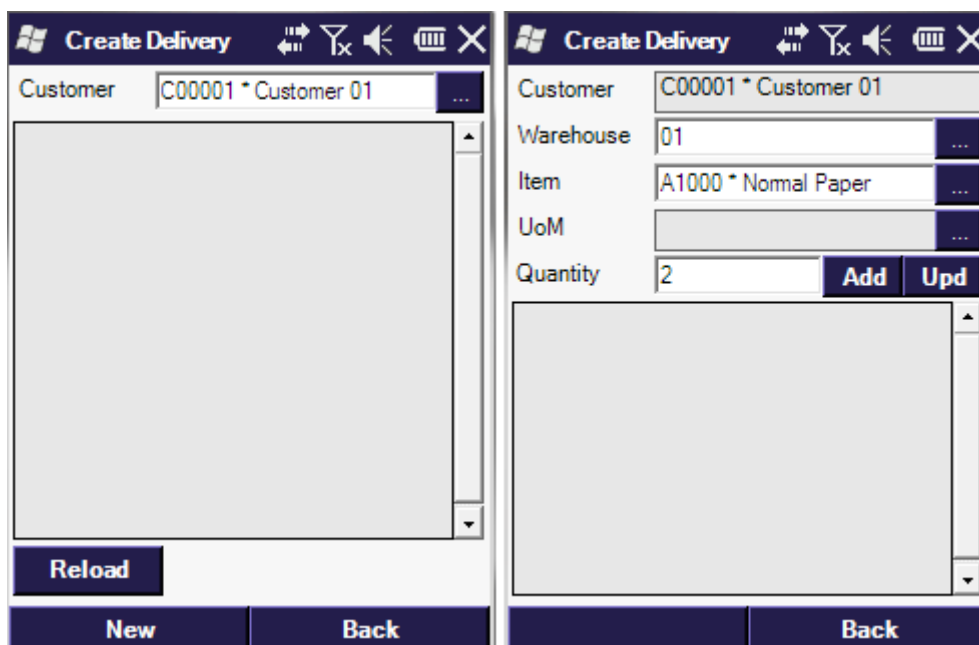 Create Delivery
Customer C00001 * Customer 01 ...
Reload
New Back
Create Delivery
Customer C00001 * Customer 01
Warehouse 01 ...
Item A1000 * Normal Paper ...
UoM ...
Quantity 2 Add Upd
Back